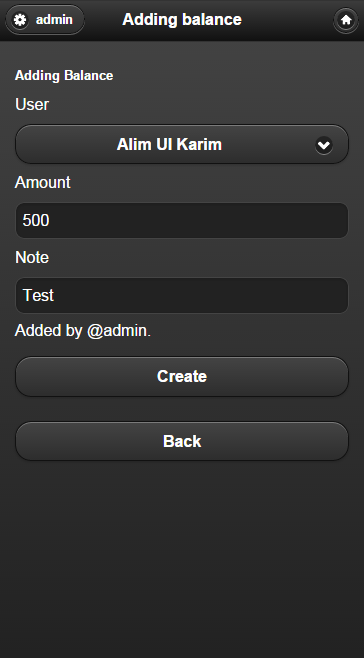 admin
Adding balance
Adding Balance
User
Alim Ul Karim
Amount
500
Note
Test
Added by @admin.
Create
Back